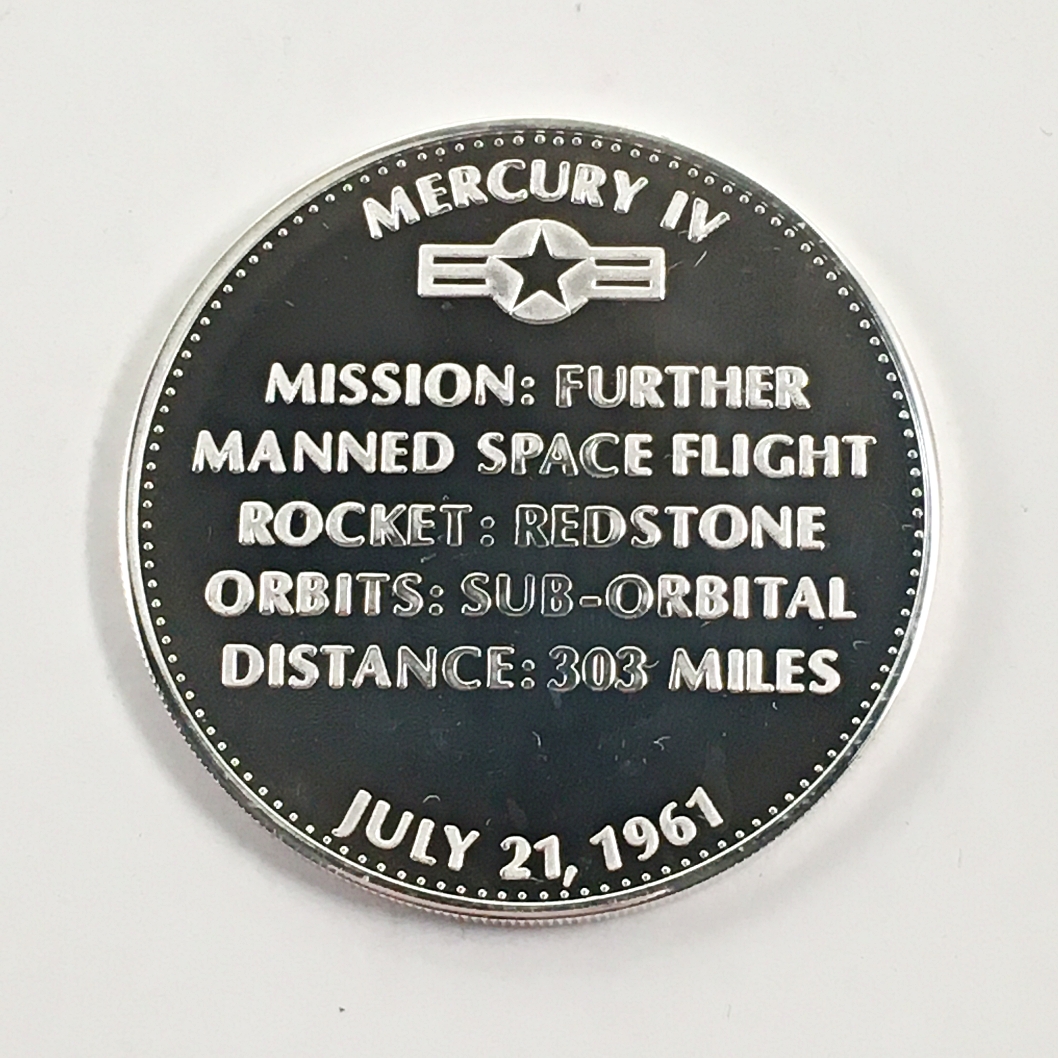 MERCURY IV
MISSION: FURTHER
MANNED SPACE FLIGHT
ROCKET: REDSTONE
ORBITS: SUB-ORBITAL
DISTANCE: 303 MILES
JULY 21, 1961